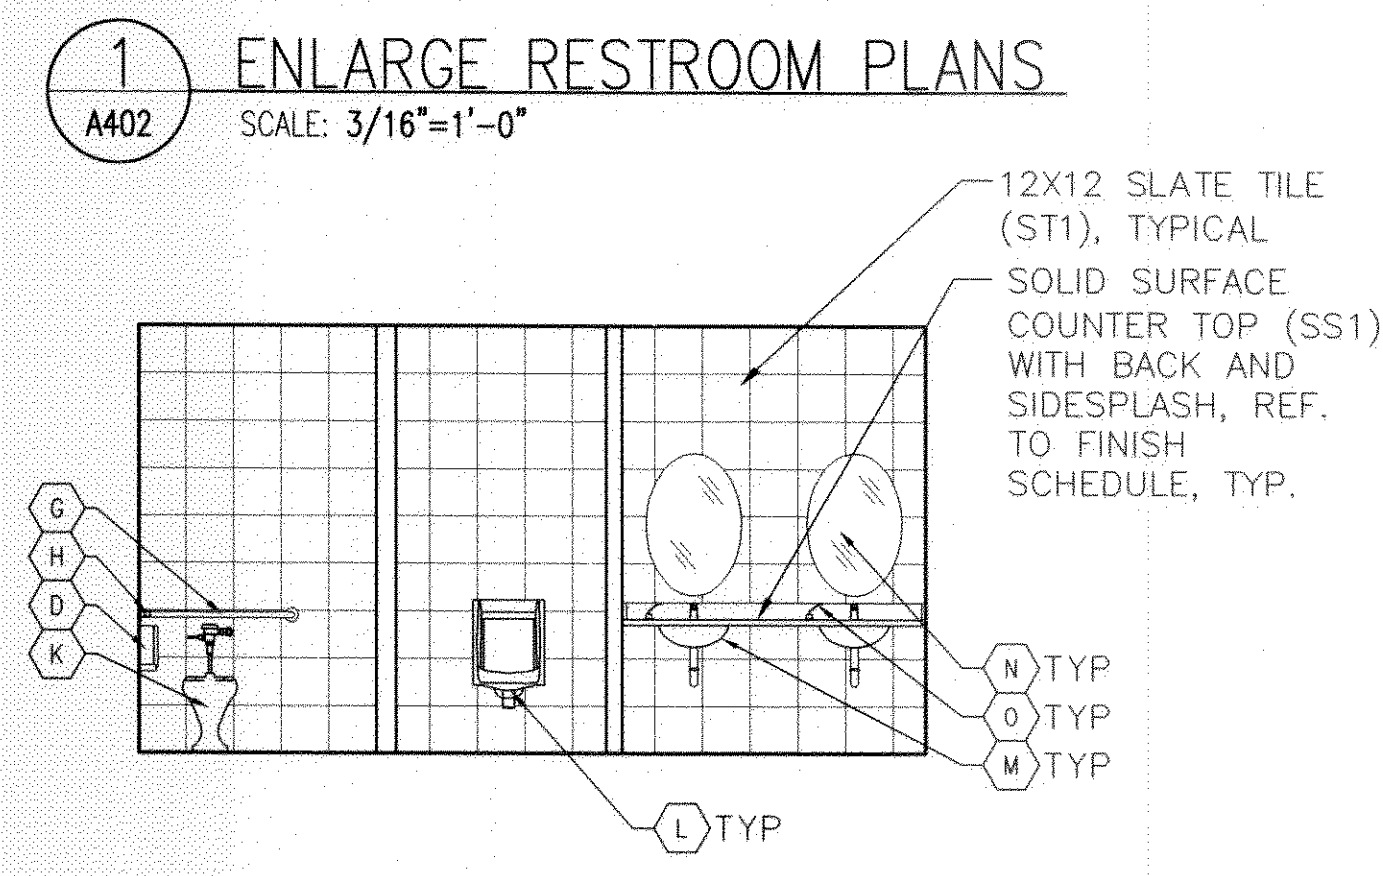 1
A402
ENLARGE RESTROOM PLANS
SCALE: 3/16"=1'-0"
12X12 SLATE TILE
(ST1), TYPICAL
SOLID SURFACE
COUNTER TOP (SS1)
WITH BACK AND
SIDESPLASH, REF.
TO FINISH
SCHEDULE, TYP.
G
H
D
K
N TYP
O TYP
M TYP
L TYP